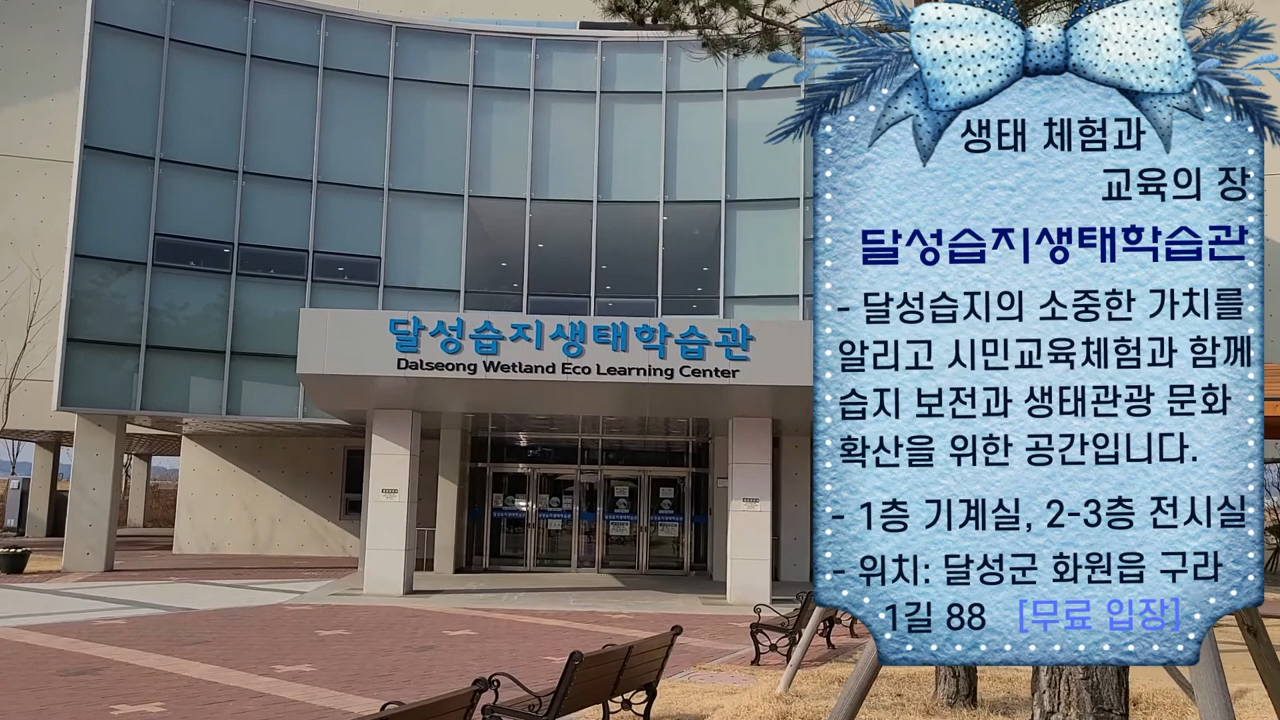 달성습지생태학습관
Dalseong Wetland Eco Learning Center
생태 체험과
교육의 장
달성습지생태학습관
- 달성습지의 소중한 가치를
알리고 시민교육체험과 함께
습지 보전과 생태관광 문화
확산을 위한 공간입니다.
- 1층 기계실, 2-3층 전시실
- 위치: 달성군 화원읍 구라
1길 88 [무료 입장]